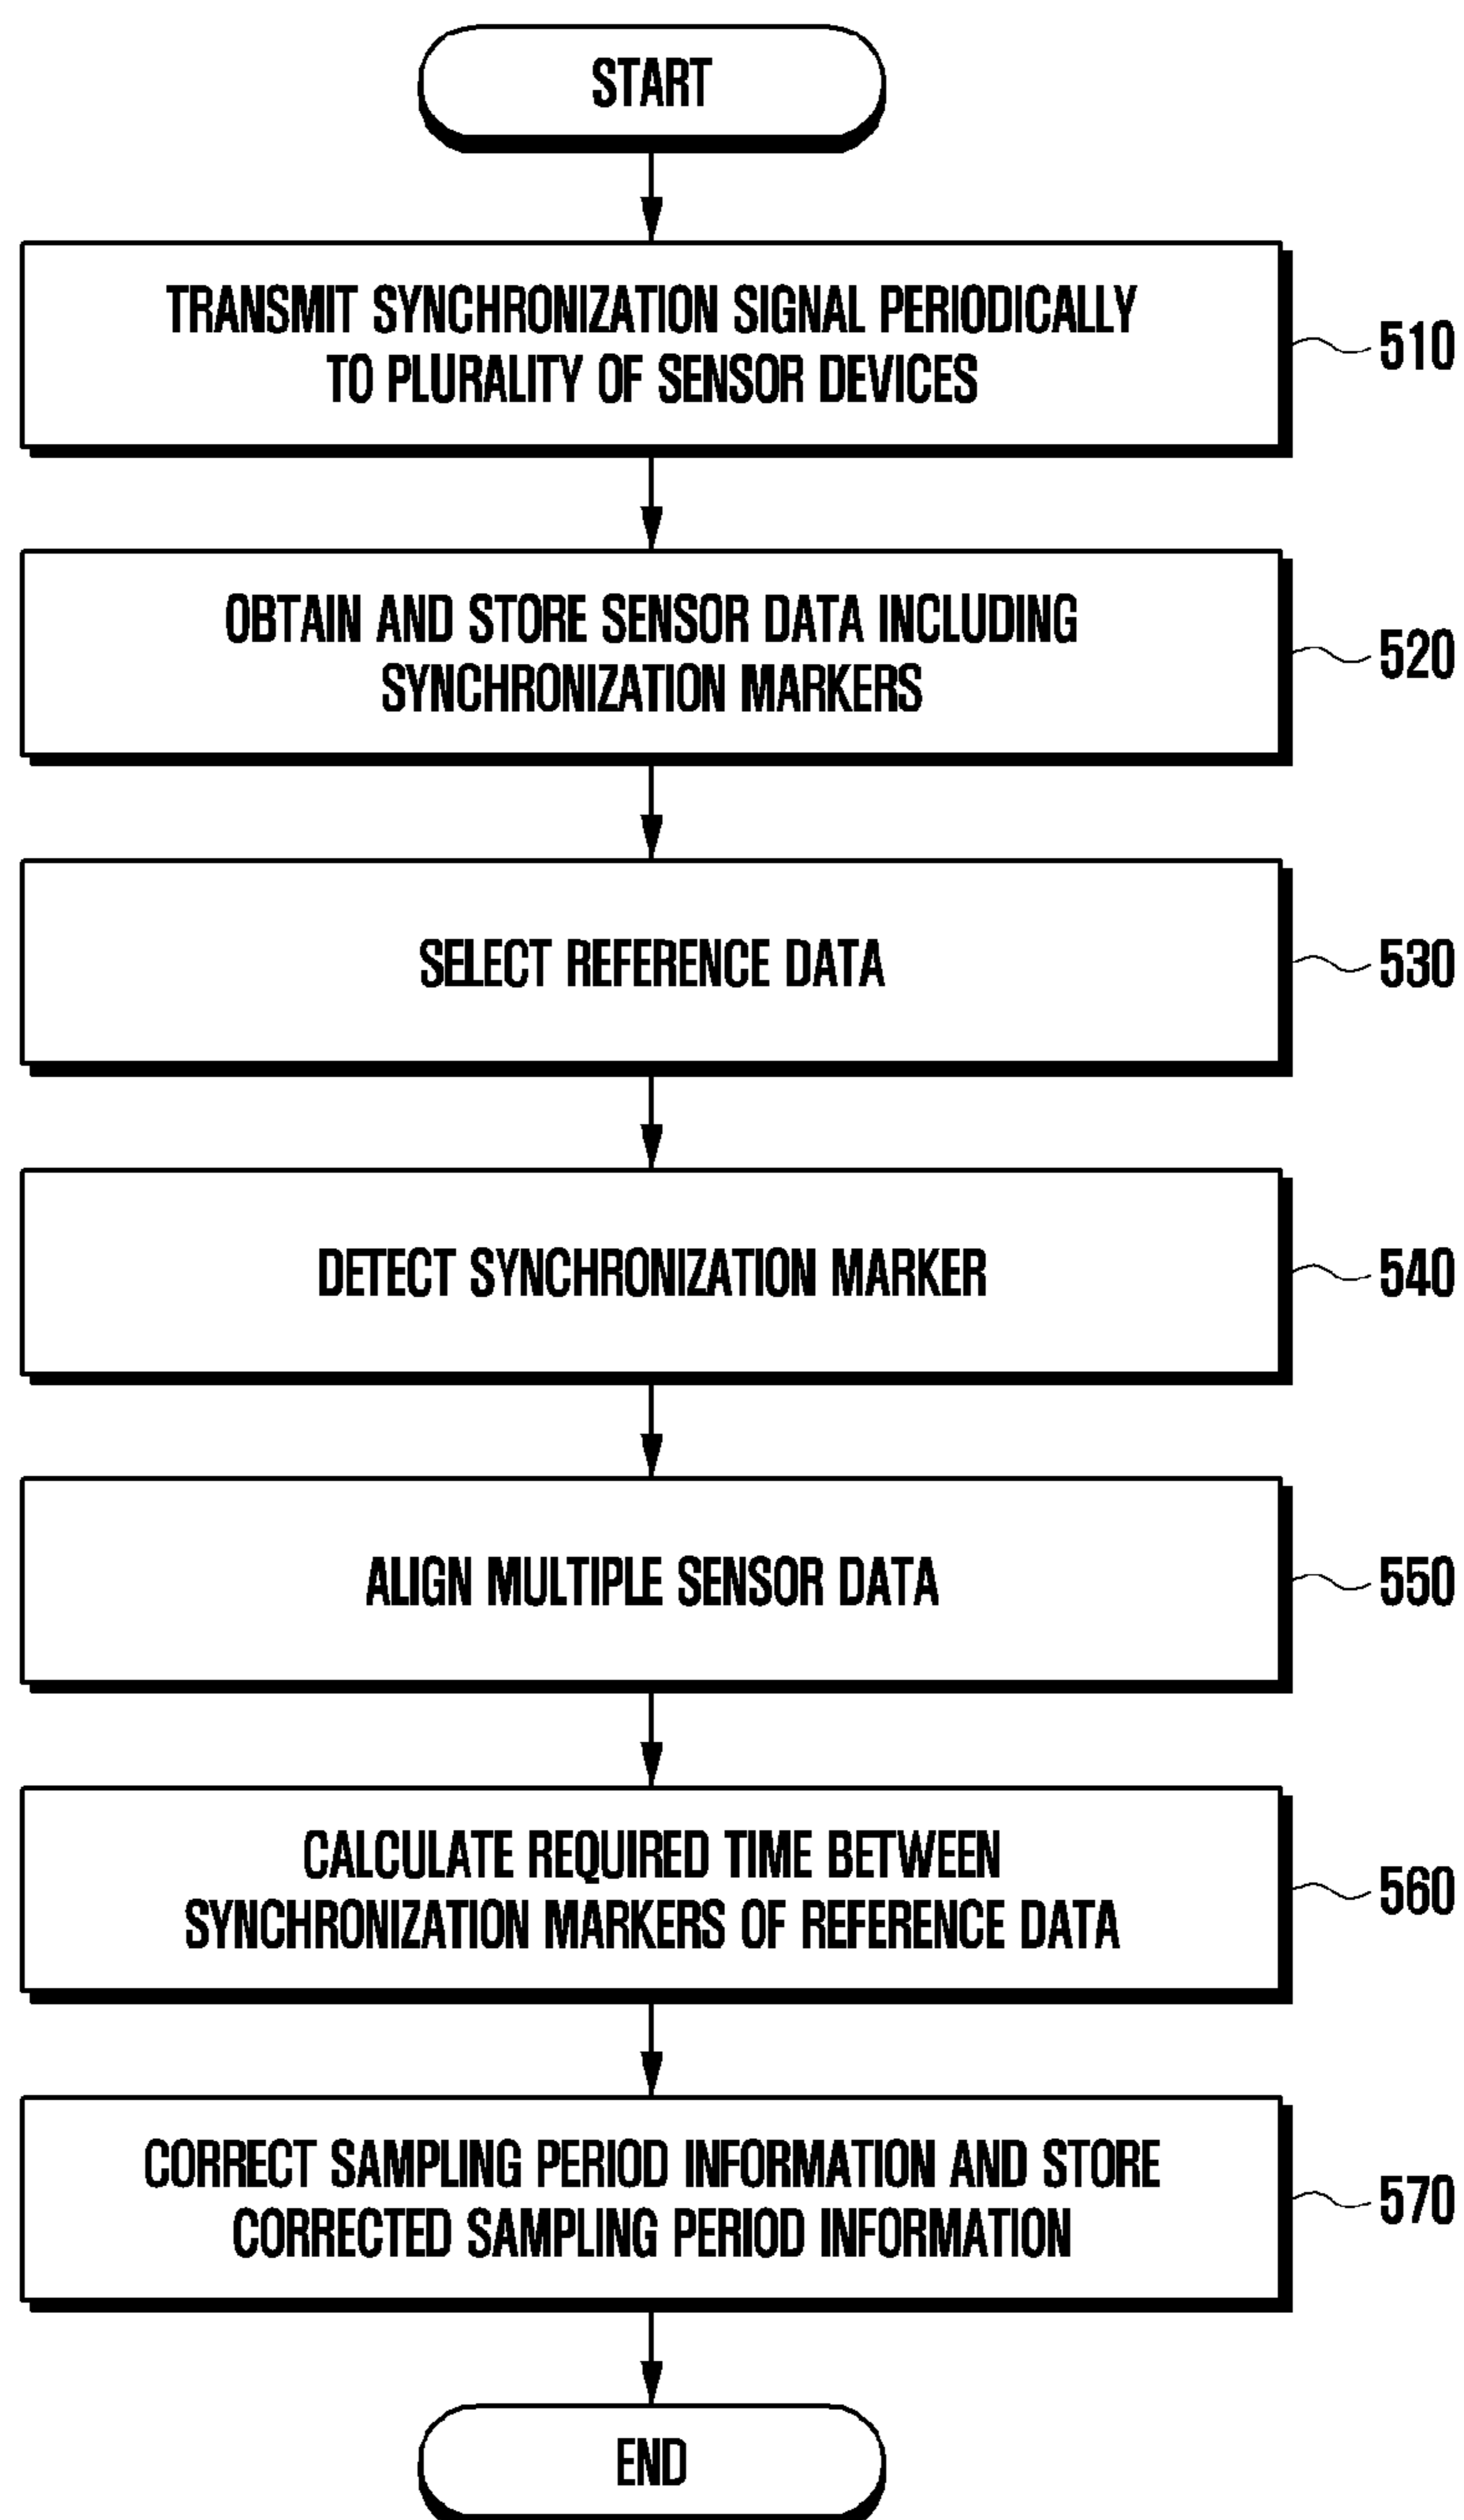 START
TRANSMIT SYNCHRONIZATION SIGNAL PERIODICALLY
TO PLURALITY OF SENSOR DEVICES
510
OBTAIN AND STORE SENSOR DATA INCLUDING
SYNCHRONIZATION MARKERS
520
SELECT REFERENCE DATA
530
DETECT SYNCHRONIZATION MARKER
540
ALIGN MULTIPLE SENSOR DATA
550
CALCULATE REQUIRED TIME BETWEEN
SYNCHRONIZATION MARKERS OF REFERENCE DATA
560
CORRECT SAMPLING PERIOD INFORMATION AND STORE
CORRECTED SAMPLING PERIOD INFORMATION
570
END